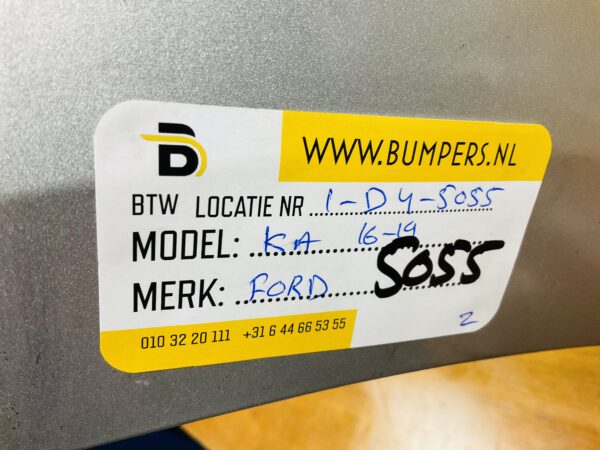 B
WWW.BUMPERS.NL
BTW LOCATIE NR 1-D4-5055
MODEL: KA 16-19
MERK: FORD 5055
010 32 20 111 +31 6 44 66 53 55
2